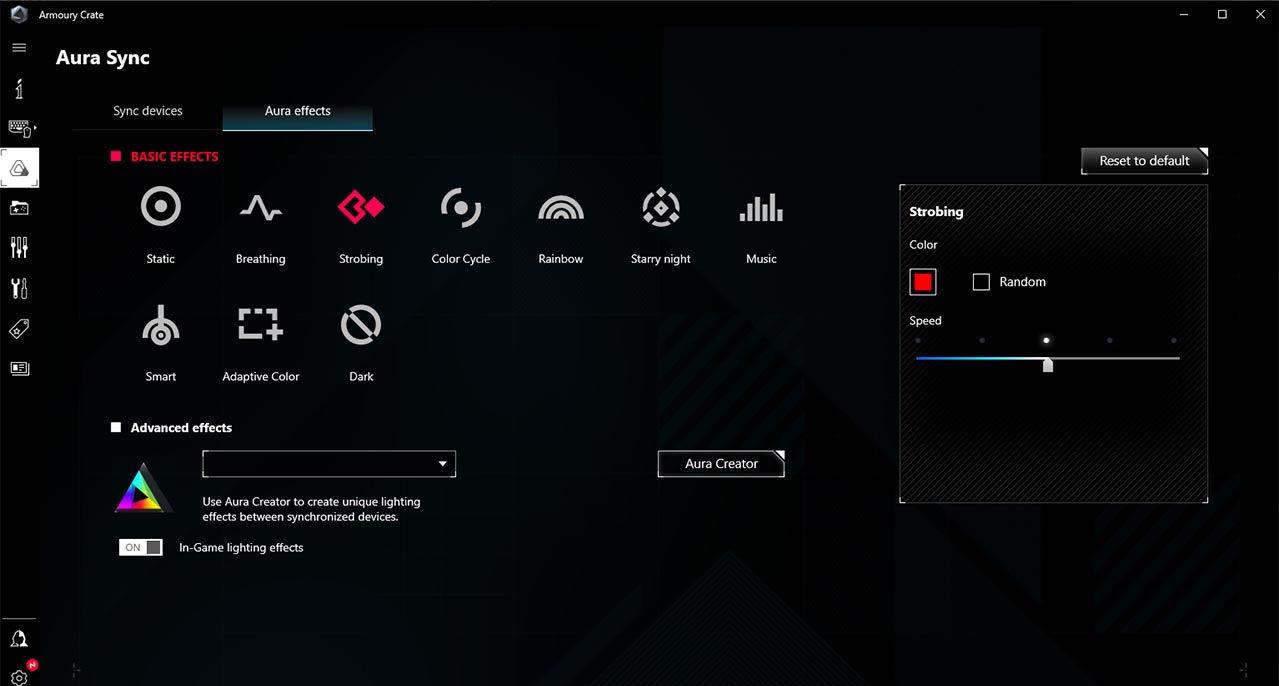 Armoury Crate
Aura Sync
Sync devices
Aura effects
BASIC EFFECTS
Reset to default
Static
Breathing
Strobing
Color Cycle
Rainbow
Starry night
Music
Smart
Adaptive Color
Dark
Strobing
Color
Random
Speed
Advanced effects
Aura Creator
Use Aura Creator to create unique lighting
effects between synchronized devices.
ON
In-Game lighting effects
N